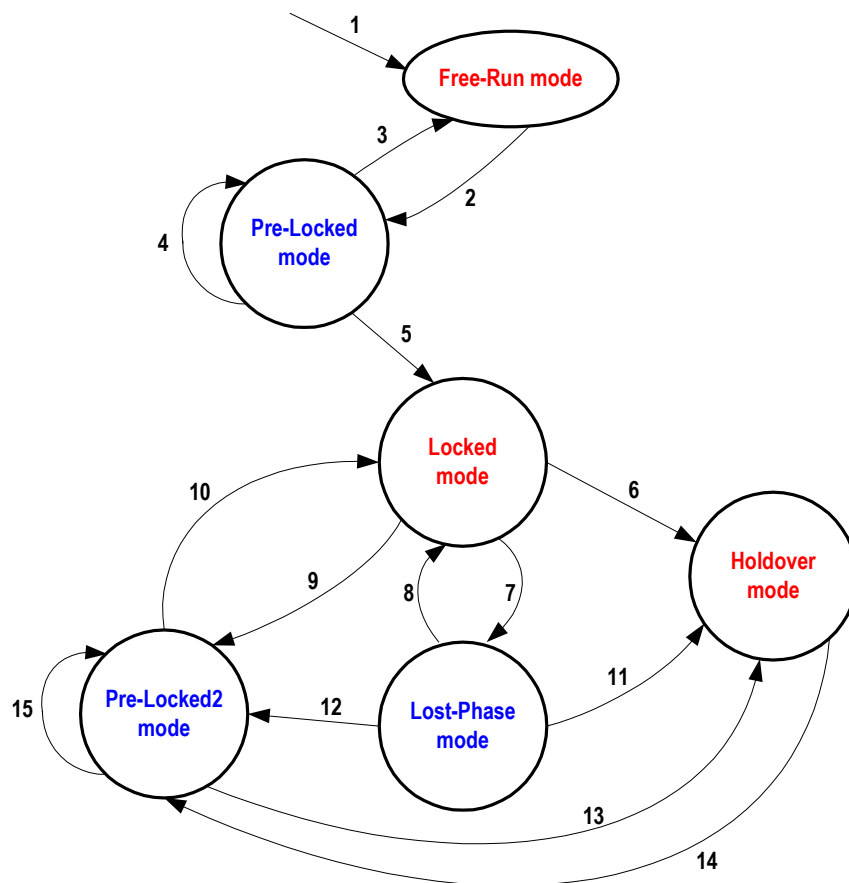 1
Free-Run mode
3
2
Pre-Locked
mode
4
5
Locked
mode
10
6
Holdover
mode
9
8
7
11
Pre-Locked2
mode
15
12
Lost-Phase
mode
13
14